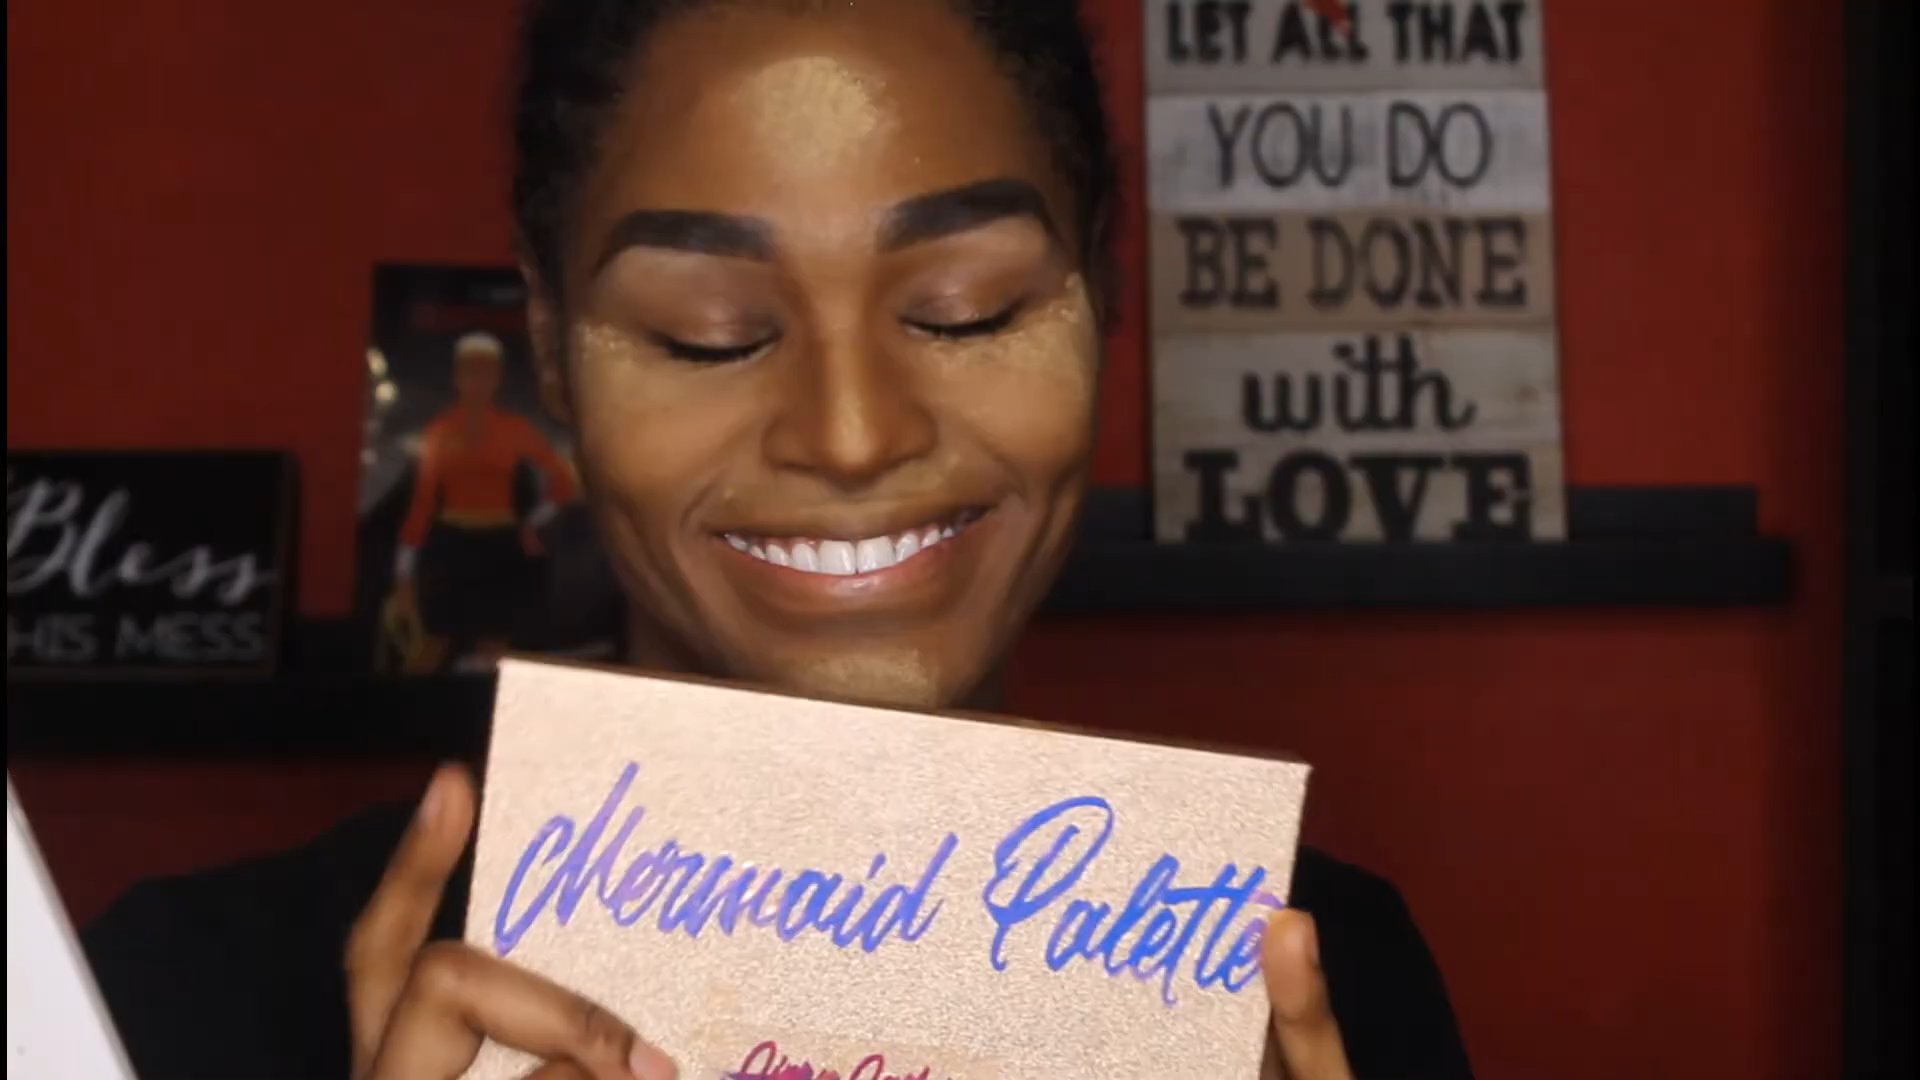 LET ALL THAT
YOU DO
BE DONE
with
LOVE
Bless
HIS MESS
Mermaid Palette